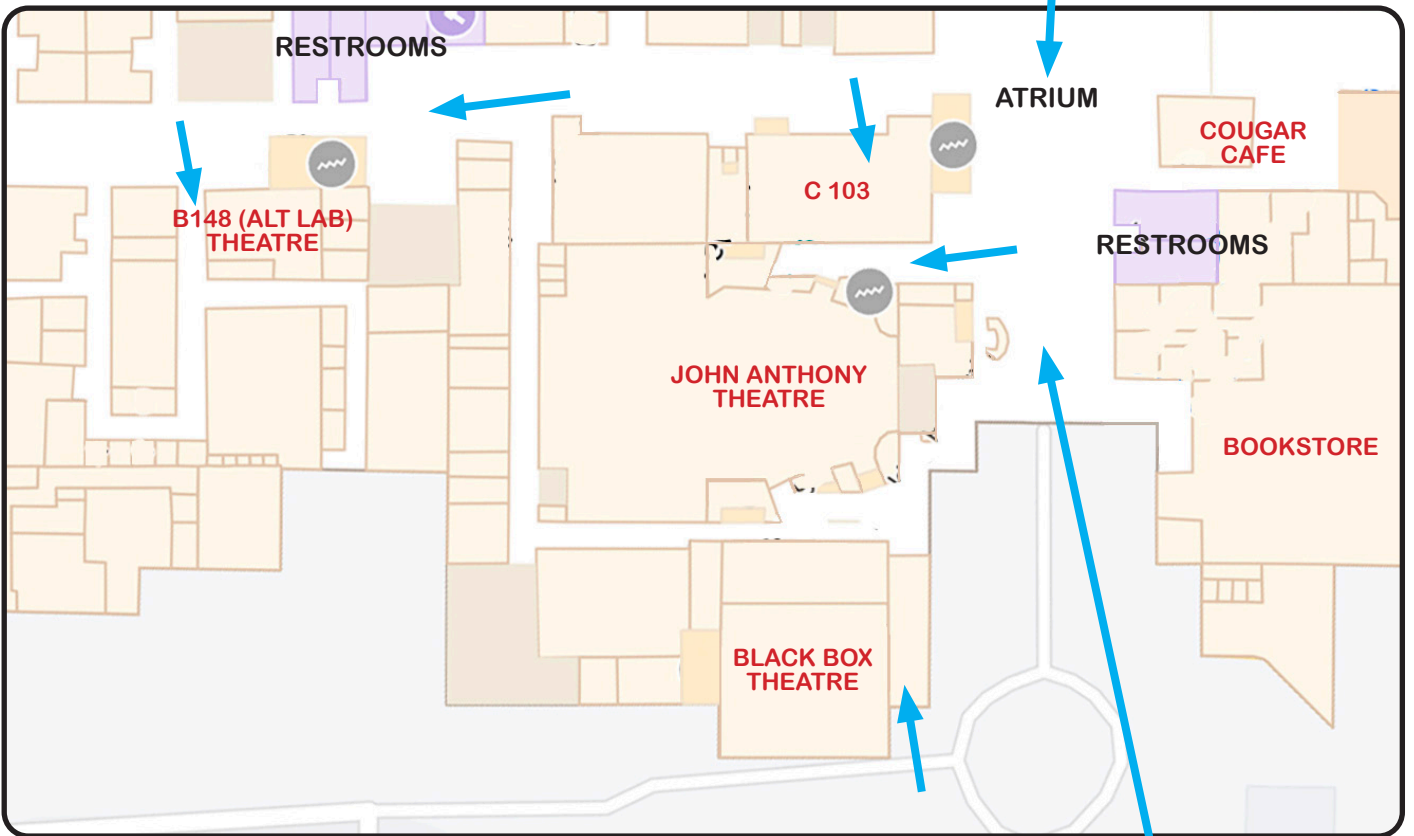 RESTROOMS
ATRIUM
COUGAR
CAFE
C 103
B148 (ALT LAB)
THEATRE
RESTROOMS
JOHN ANTHONY
THEATRE
BOOKSTORE
BLACK BOX
THEATRE